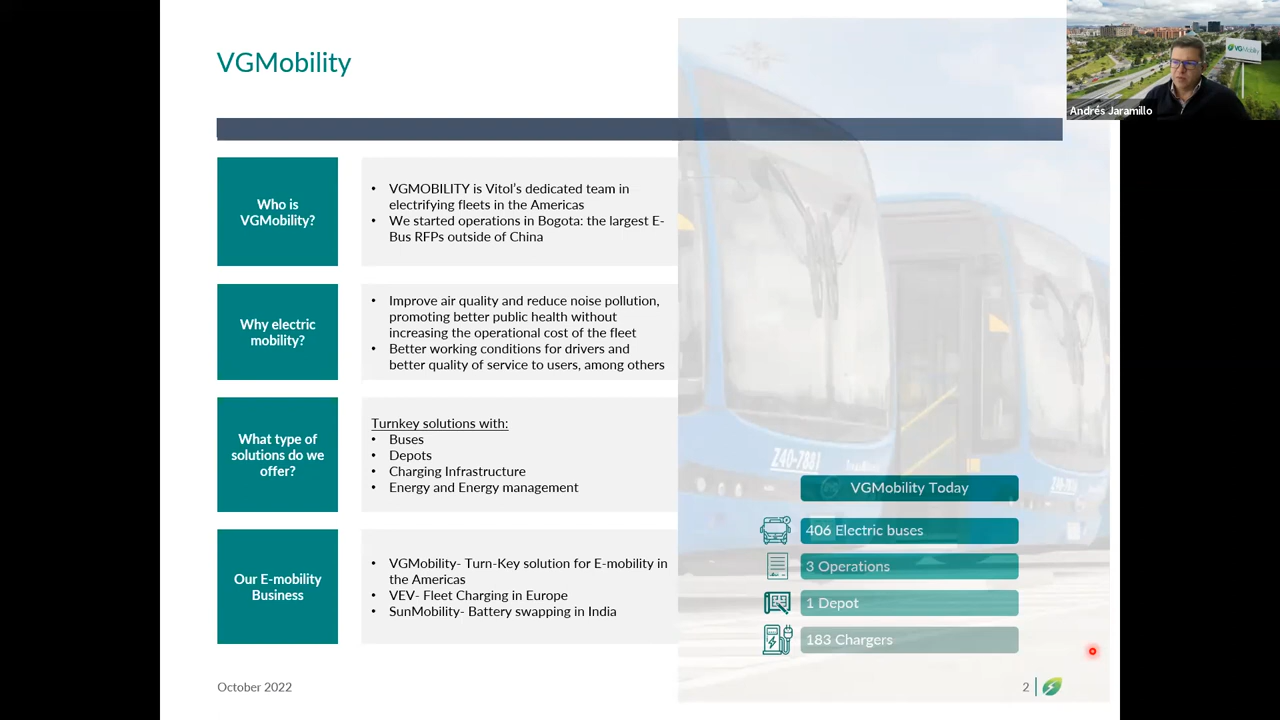 VGMobility
VGMobility
Andrés Jaramillo
Who is
VGMobility?
• VGMOBILITY is Vitol's dedicated team in
electrifying fleets in the Americas
• We started operations in Bogota: the largest E-
Bus RFPs outside of China
Why electric
mobility?
• Improve air quality and reduce noise pollution,
promoting better public health without
increasing the operational cost of the fleet
• Better working conditions for drivers and
better quality of service to users, among others
What type of
solutions do we
offer?
Turnkey solutions with:
• Buses
• Depots
• Charging Infrastructure
• Energy and Energy management
Our E-mobility
Business
• VGMobility- Turn-Key solution for E-mobility in
the Americas
• VEV- Fleet Charging in Europe
• SunMobility- Battery swapping in India
Z40-7881
VGMobility Today
406 Electric buses
3 Operations
1 Depot
183 Chargers
October 2022
2